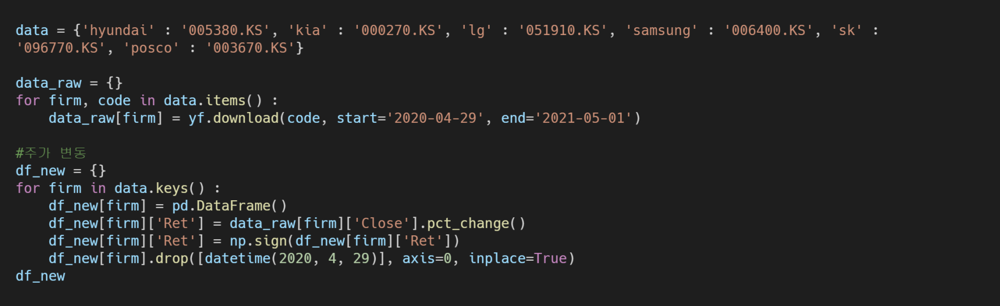 data = {'hyundai' : '005380.KS', 'kia' : '000270.KS', 'lg' : '051910.KS', 'samsung' : '006400.KS', 'sk' :
'096770.KS', 'posco' : '003670.KS'}

data_raw = {}
for firm, code in data.items() :
    data_raw[firm] = yf.download(code, start='2020-04-29', end='2021-05-01')

#주가 변동
df_new = {}
for firm in data.keys() :
    df_new[firm] = pd.DataFrame()
    df_new[firm]['Ret'] = data_raw[firm]['Close'].pct_change()
    df_new[firm]['Ret'] = np.sign(df_new[firm]['Ret'])
    df_new[firm].drop([datetime(2020, 4, 29)], axis=0, inplace=True)
df_new